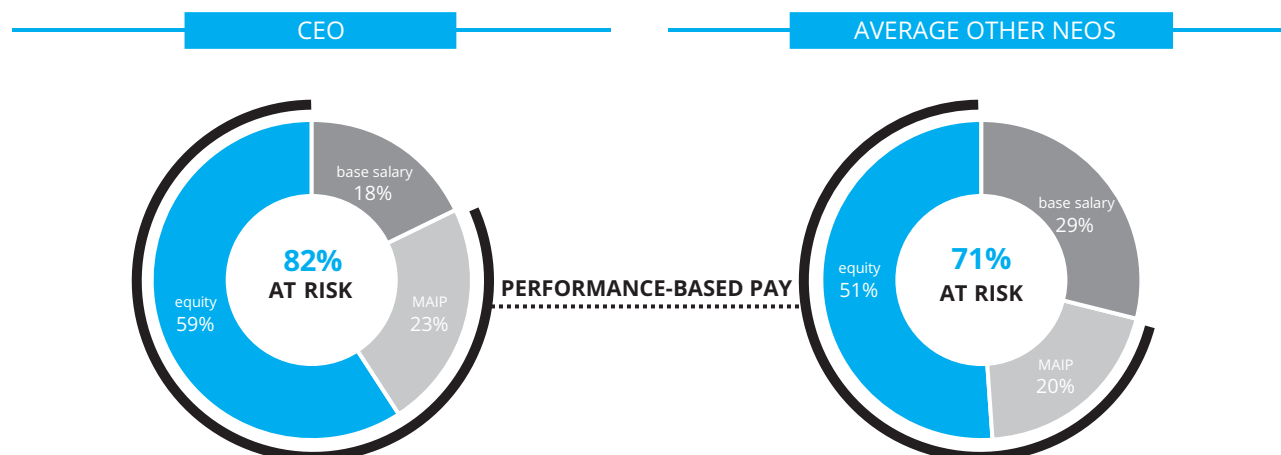 CEO
base salary
18%
82%
AT RISK
equity
59%
MAIP
23%
PERFORMANCE-BASED PAY
AVERAGE OTHER NEOS
base salary
29%
equity
51%
71%
AT RISK
MAIP
20%